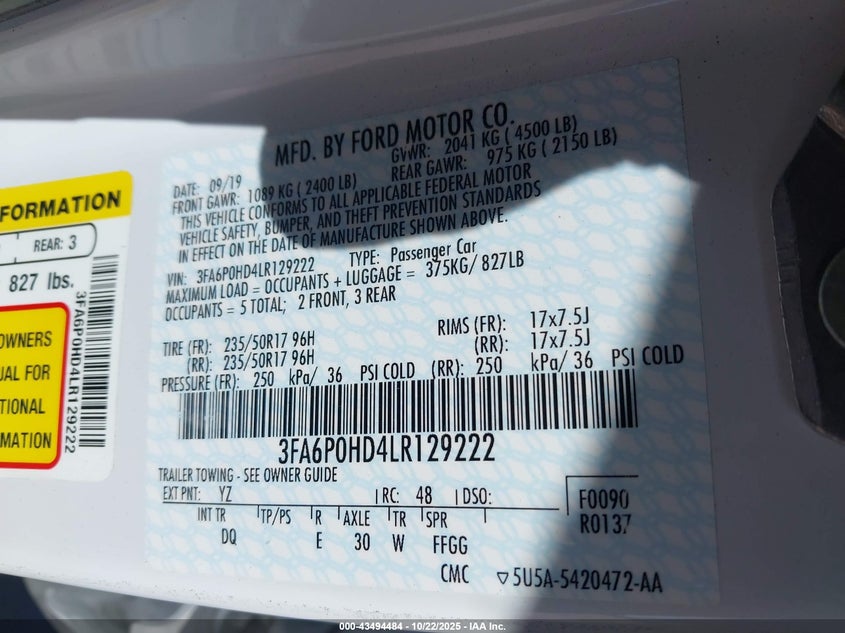 MFD. BY FORD MOTOR CO.
DATE: 09/19 GVWR: 2041 KG ( 4500 LB)
FRONT GAWR: 1089 KG ( 2400 LB) REAR GAWR: 975 KG ( 2150 LB)
THIS VEHICLE CONFORMS TO ALL APPLICABLE FEDERAL MOTOR
VEHICLE SAFETY, BUMPER, AND THEFT PREVENTION STANDARDS
IN EFFECT ON THE DATE OF MANUFACTURE SHOWN ABOVE.
VIN: 3FA6P0HD4LR129222 TYPE: Passenger Car
MAXIMUM LOAD = OCCUPANTS + LUGGAGE = 375KG/ 827LB
OCCUPANTS = 5 TOTAL; 2 FRONT, 3 REAR
TIRE (FR): 235/50R17 96H RIMS (FR): 17x7.5J
(RR): 235/50R17 96H (RR): 17x7.5J
PRESSURE (FR): 250 kPa/ 36 PSI COLD (RR): 250 kPa/ 36 PSI COLD
3FA6P0HD4LR129222
TRAILER TOWING - SEE OWNER GUIDE
EXT PNT: YZ RC: 48 DSO: F0090
INT TR TP/PS R AXLE TR SPR R0137
DQ E 30 W FFGG
CMC 5U5A-5420472-AA
FORMATION
REAR: 3
827 lbs.
3FA6P0HD4LR129222
OWNERS
UAL FOR
TIONAL
MATION
000-43494484 - 10/22/2025 - IAA Inc.